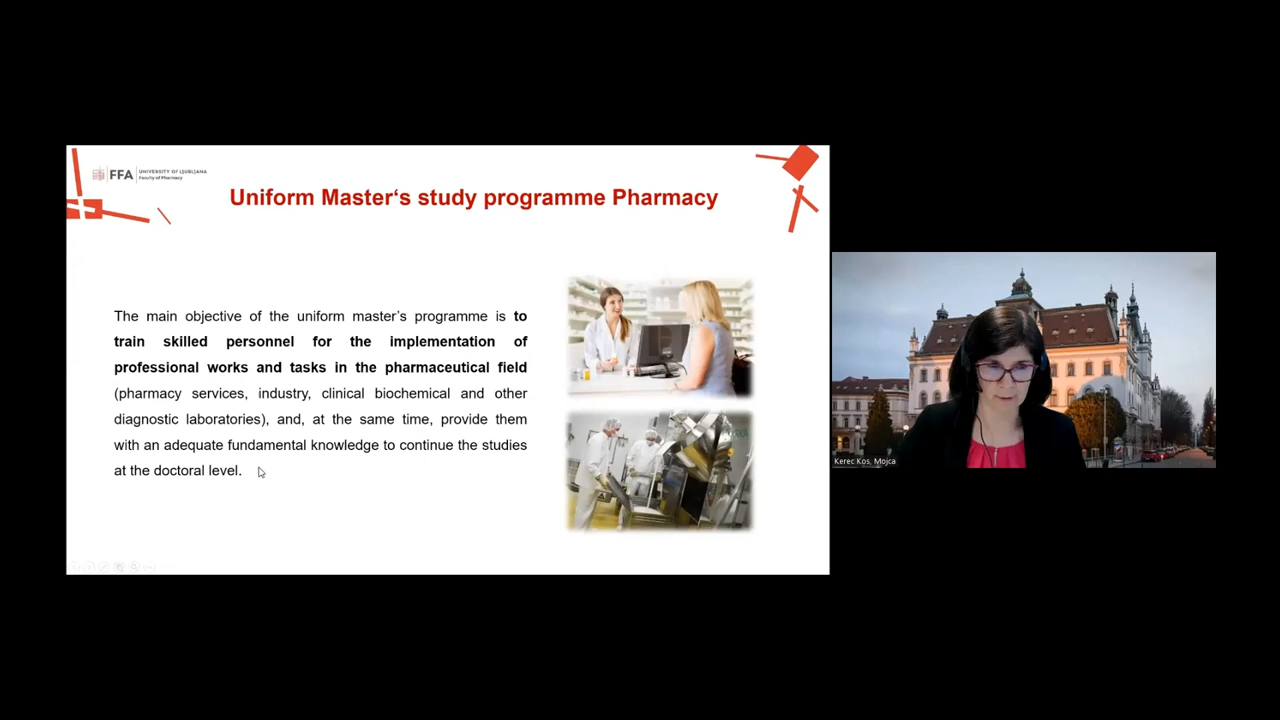 FFA
UNIVERSITY OF LJUBLJANA
Faculty of Pharmacy
Uniform Master‘s study programme Pharmacy
The main objective of the uniform master’s programme is to
train skilled personnel for the implementation of
professional works and tasks in the pharmaceutical field
(pharmacy services, industry, clinical biochemical and other
diagnostic laboratories), and, at the same time, provide them
with an adequate fundamental knowledge to continue the studies
at the doctoral level.
Kerec Kos, Mojca